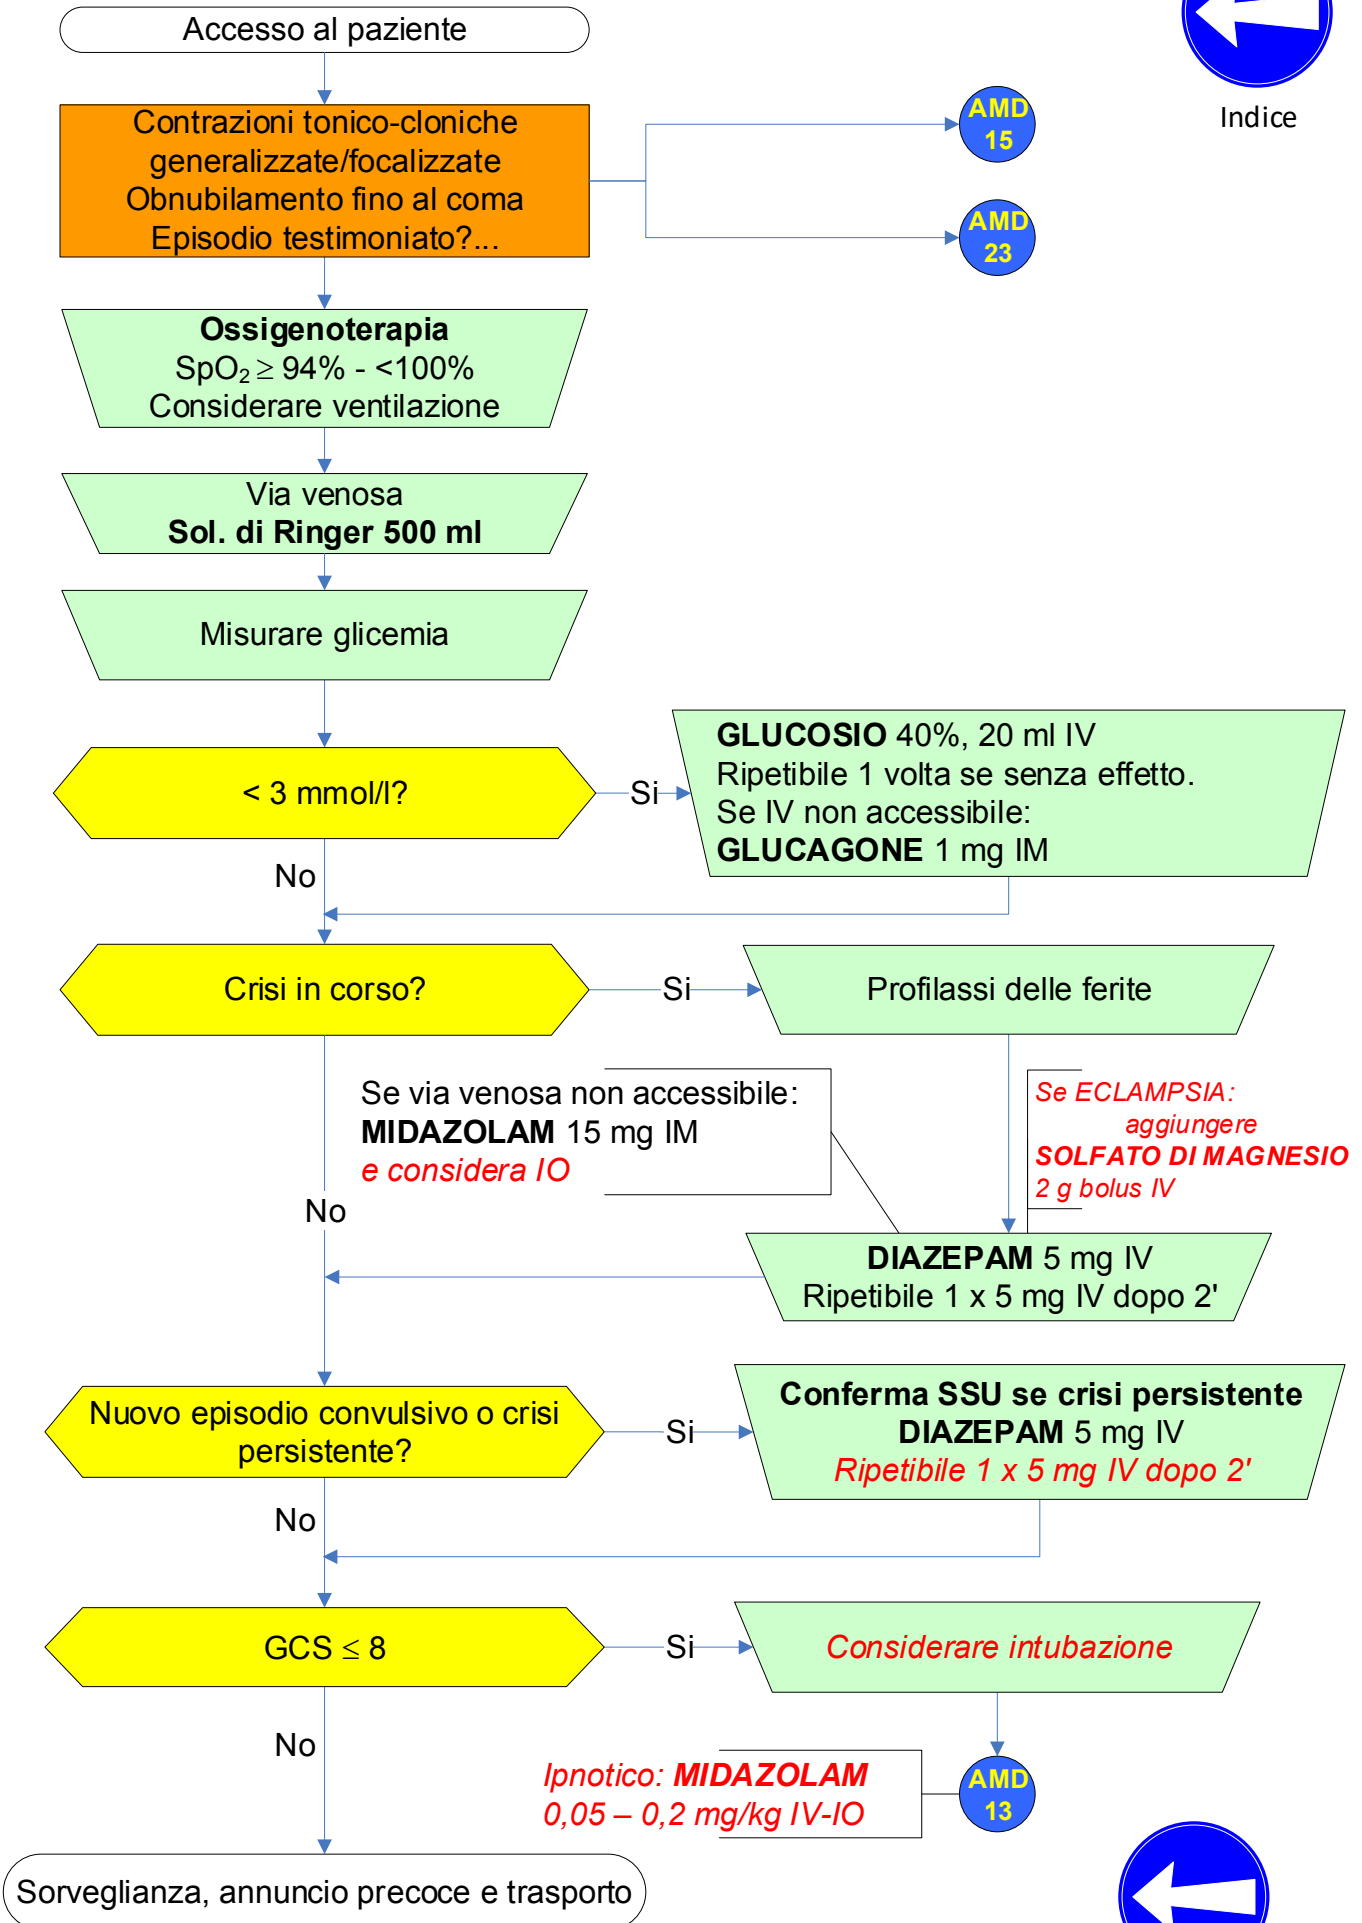 Accesso al paziente
Indice
Contrazioni tonico-cloniche
generalizzate/focalizzate
Obnubilamento fino al coma
Episodio testimoniato?...
AMD
15
AMD
23
Ossigenoterapia
SpO₂ ≥ 94% - <100%
Considerare ventilazione
Via venosa
Sol. di Ringer 500 ml
Misurare glicemia
< 3 mmol/l?
Si
GLUCOSIO 40%, 20 ml IV
Ripetibile 1 volta se senza effetto.
Se IV non accessibile:
GLUCAGONE 1 mg IM
No
Crisi in corso?
Si
Profilassi delle ferite
Se via venosa non accessibile:
MIDAZOLAM 15 mg IM
e considera IO
Se ECLAMPSIA:
aggiungere
SOLFATO DI MAGNESIO
2 g bolus IV
No
DIAZEPAM 5 mg IV
Ripetibile 1 x 5 mg IV dopo 2'
Nuovo episodio convulsivo o crisi
persistente?
Si
Conferma SSU se crisi persistente
DIAZEPAM 5 mg IV
Ripetibile 1 x 5 mg IV dopo 2'
No
GCS ≤ 8
Si
Considerare intubazione
No
Ipnotico: MIDAZOLAM
0,05 – 0,2 mg/kg IV-IO
AMD
13
Sorveglianza, annuncio precoce e trasporto